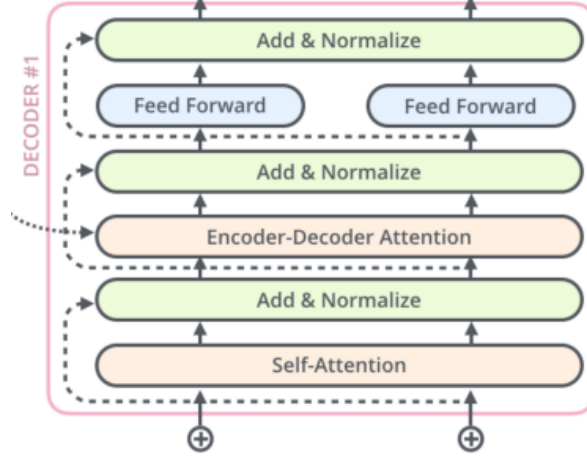 DECODER #1
Add & Normalize
Feed Forward
Feed Forward
Add & Normalize
Encoder-Decoder Attention
Add & Normalize
Self-Attention